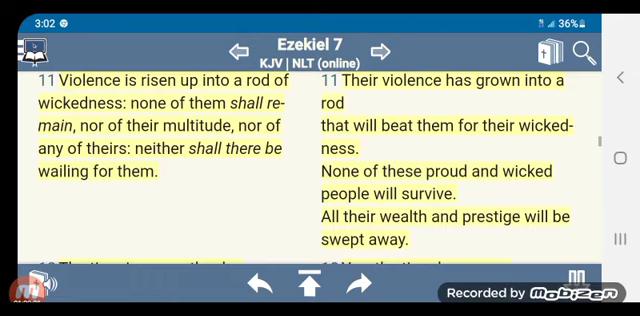 3:02
36%
Ezekiel 7
KJV | NLT (online)
11 Violence is risen up into a rod of
wickedness: none of them shall re-
main, nor of their multitude, nor of
any of theirs: neither shall there be
wailing for them.
11 Their violence has grown into a
rod
that will beat them for their wicked-
ness.
None of these proud and wicked
people will survive.
All their wealth and prestige will be
swept away.
Recorded by MOBIZEN